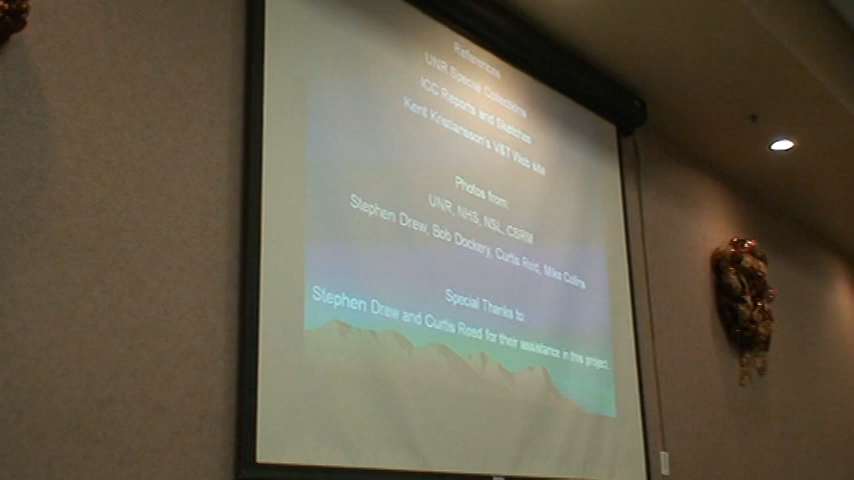 References
UNR Special Collections
ICC Reports and Sketches
Kent Kristiansson's V&T Web site
Photos from:
UNR, NHS, NSL, CSRM
Stephen Drew, Bob Dockery, Curtis Reid, Mike Collins
Special Thanks to:
Stephen Drew and Curtis Reed for their assistance in this project.